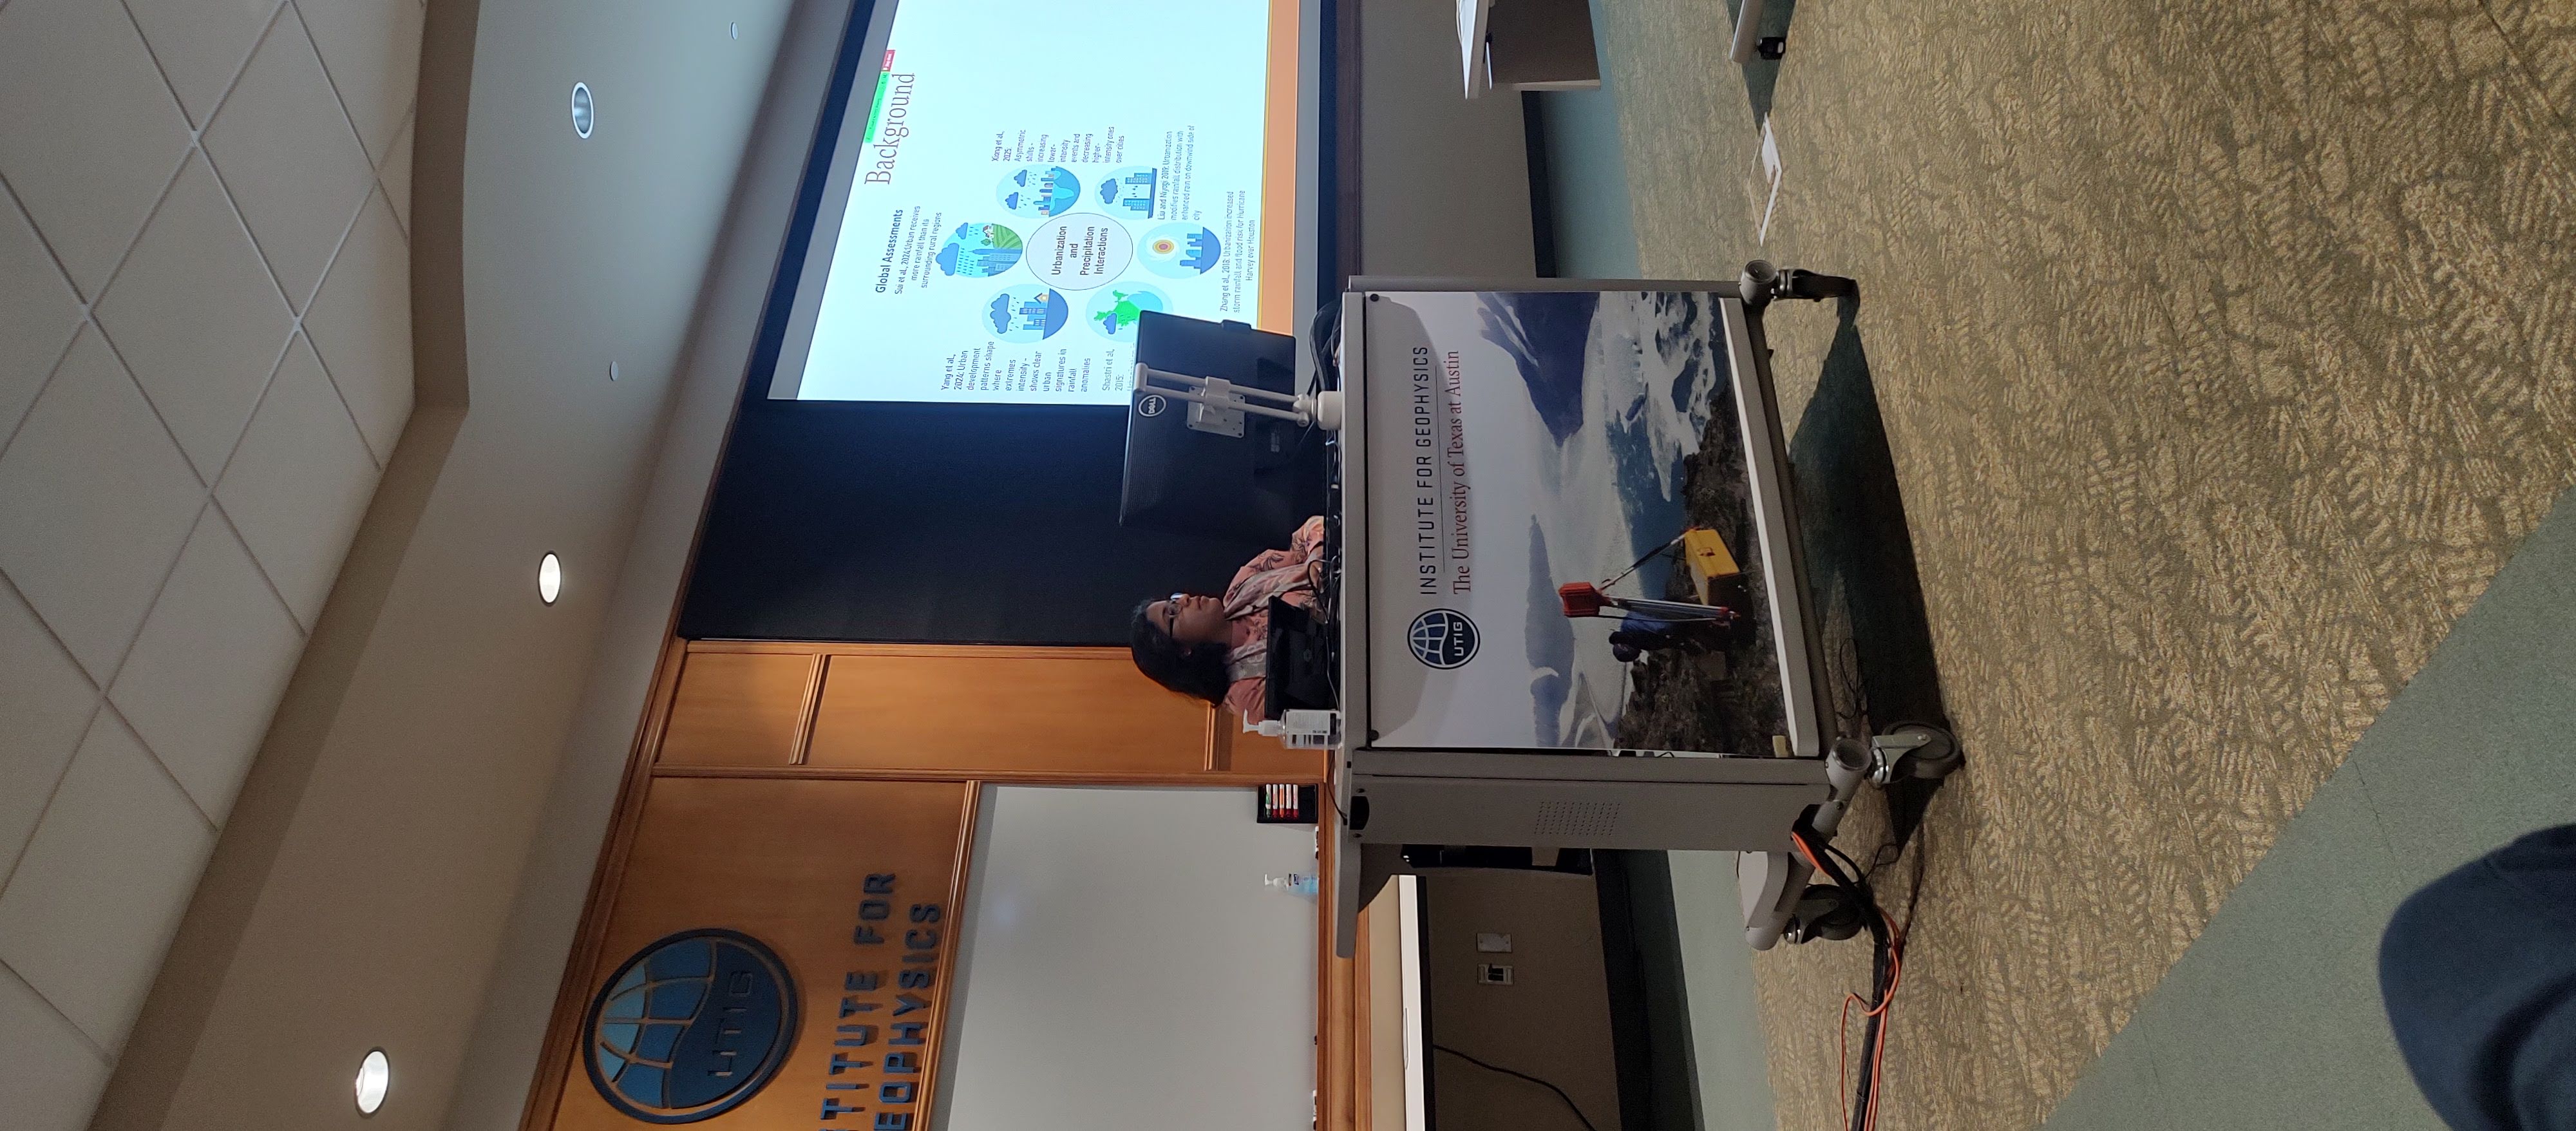 UTIG
STITUTE FOR
EOPHYSICS
Background
Global Assessments
Sui et al., 2024:Urban receives
more rainfall than its
surrounding rural regions
Yang et al.,
2024: Urban
development
patterns shape
where
extremes
intensify -
shows clear
urban
signatures in
rainfall
anomalies
Shastri et al.,
2015:
Xiong et al.,
2025:
Asymmetric
shifts -
increasing
lower-
intensity
events and
decreasing
higher-
intensity ones
over cities
Urbanization
and
Precipitation
Interactions
Liu and Niyogi 2019: Urbanization
modifies rainfall distribution with
enhanced rain on downwind side of
city
Zhang et al., 2018: Urbanization increased
storm rainfall and flood risk for Hurricane
Harvey over Houston
DELL
UTIG
INSTITUTE FOR GEOPHYSICS
The University of Texas at Austin